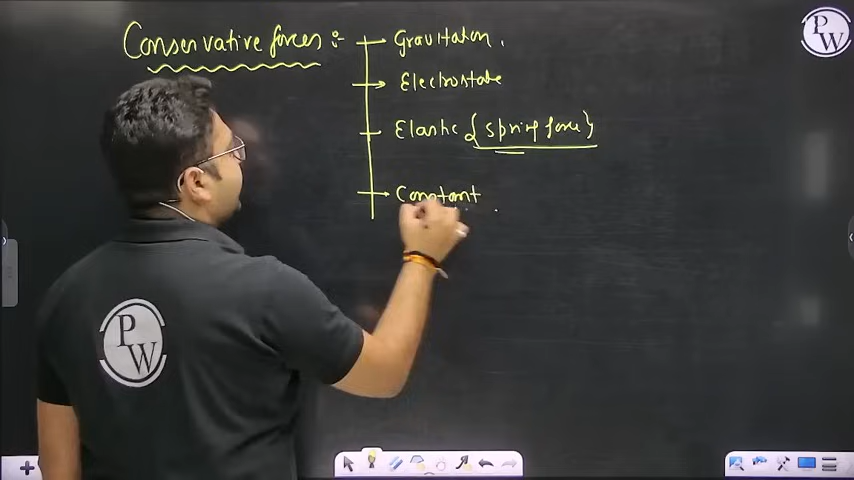 Conservative forces :-
Gravitation.
Electrostatic
Elastic { spring force }
Constant
PW
PW